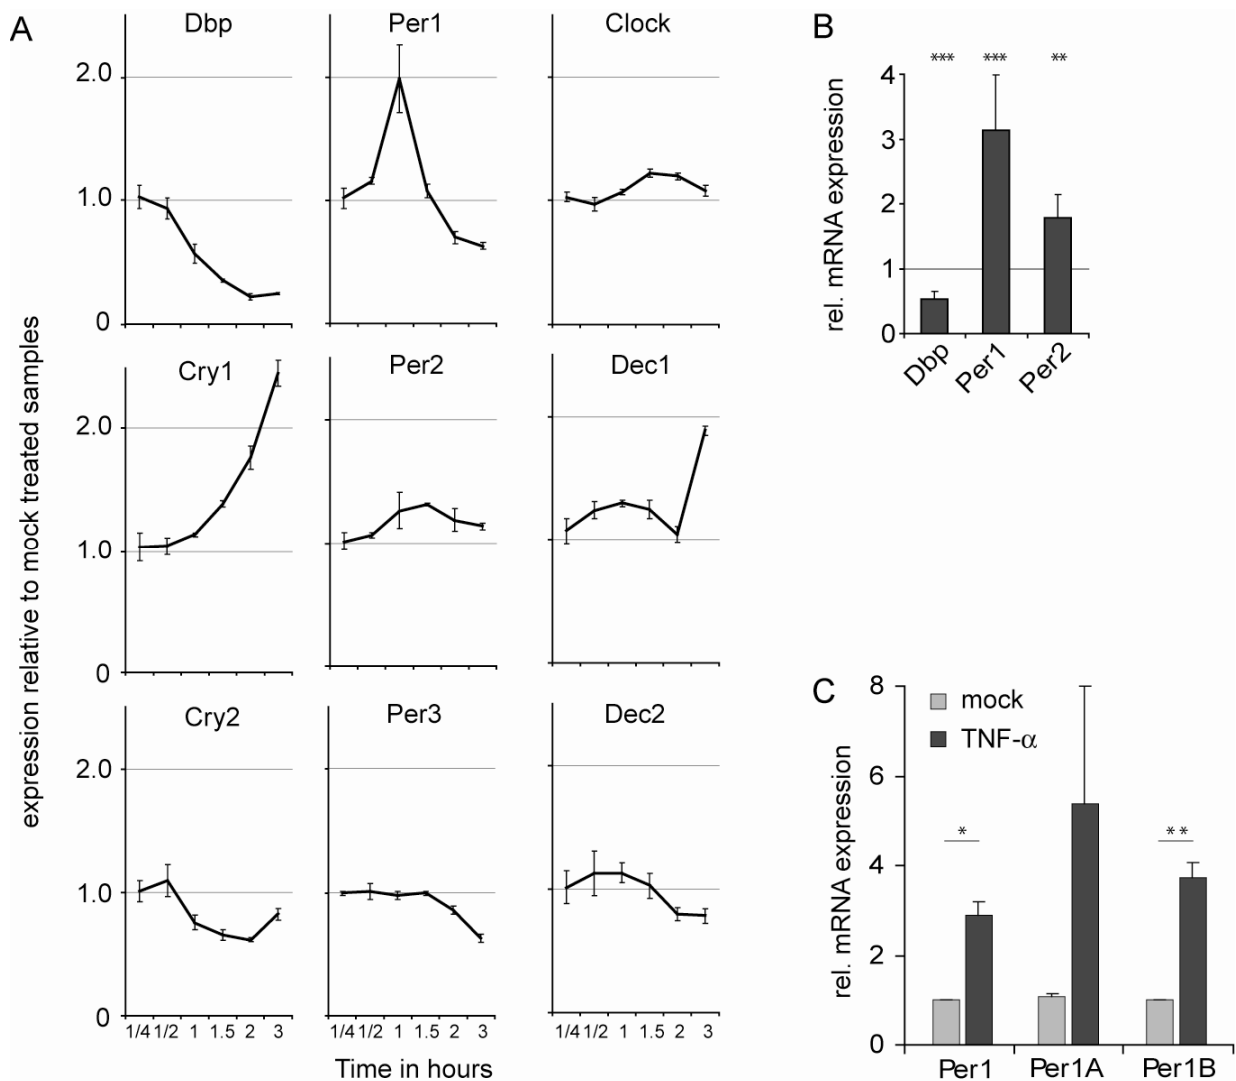 A
Dbp
Per1
Clock
2.0
1.0
0
Cry1
Per2
Dec1
2.0
1.0
0
Cry2
Per3
Dec2
2.0
1.0
0
1/4 1/2 1 1.5 2 3
1/4 1/2 1 1.5 2 3
1/4 1/2 1 1.5 2 3
Time in hours
expression relative to mock treated samples
B
*** *** **
4
3
2
1
0
rel. mRNA expression
Dbp Per1 Per2
C
mock
TNF-α
8
6
4
2
0
* **
rel. mRNA expression
Per1 Per1A Per1B